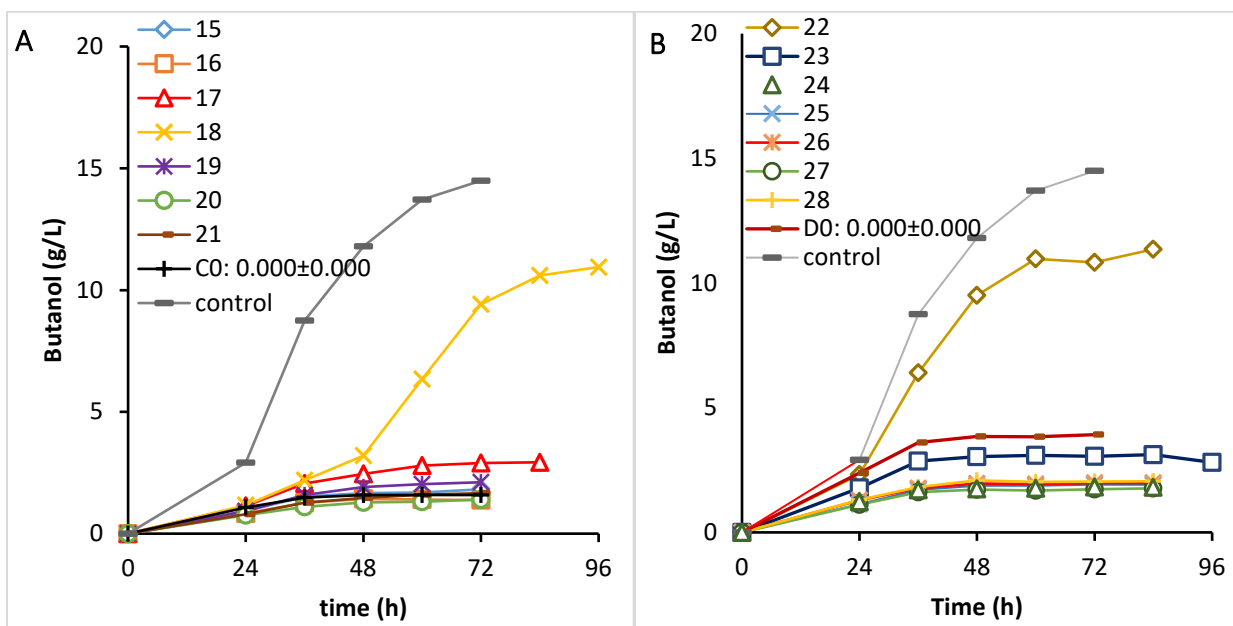 A
15
16
17
18
19
20
21
C0: 0.000±0.000
control
20
15
10
5
0
Butanol (g/L)
0 24 48 72 96
time (h)
B
22
23
24
25
26
27
28
D0: 0.000±0.000
control
20
15
10
5
0
Butanol (g/L)
0 24 48 72 96
Time (h)